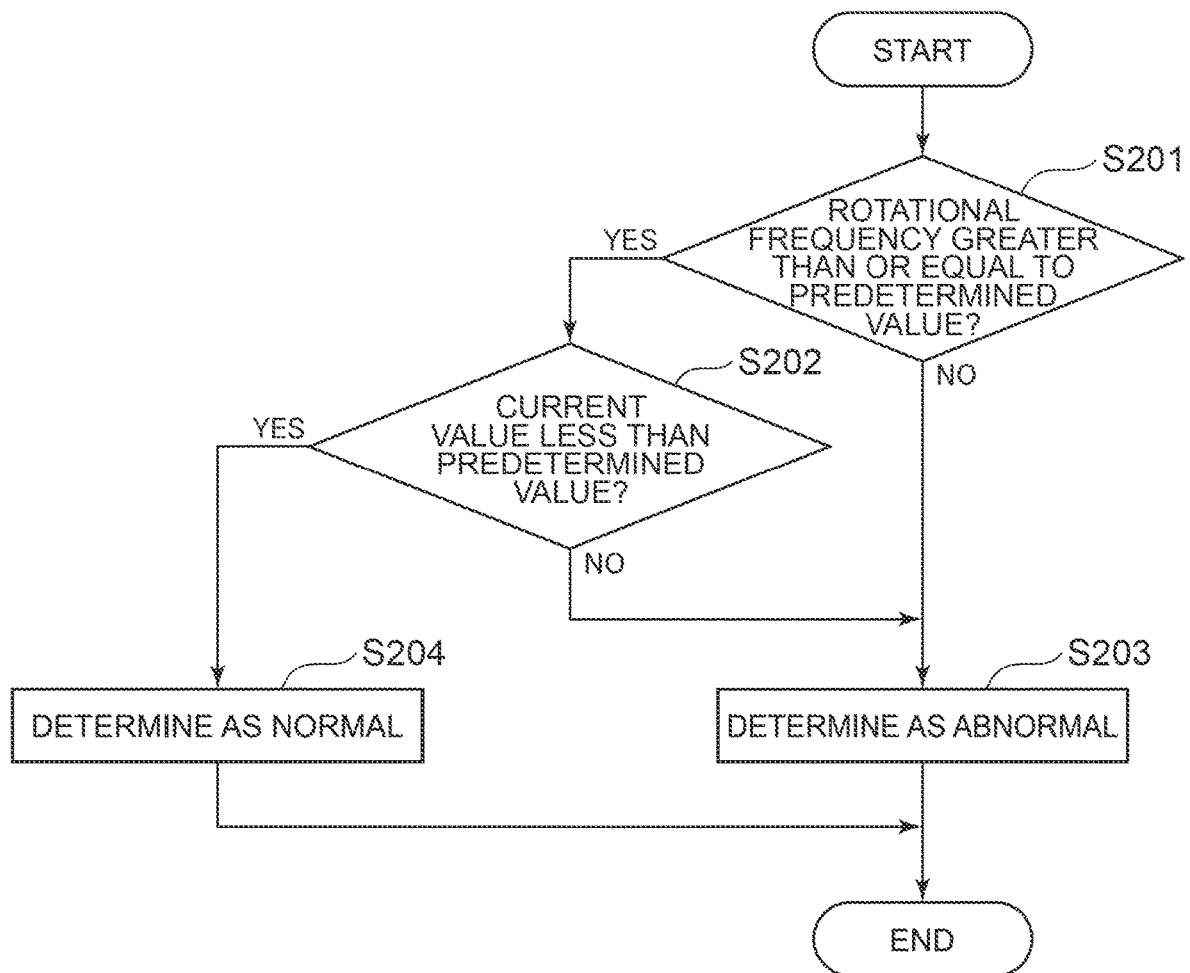 START
S201
ROTATIONAL
FREQUENCY GREATER
THAN OR EQUAL TO
PREDETERMINED
VALUE?
YES
NO
S202
CURRENT
VALUE LESS THAN
PREDETERMINED
VALUE?
YES
NO
S204
DETERMINE AS NORMAL
S203
DETERMINE AS ABNORMAL
END